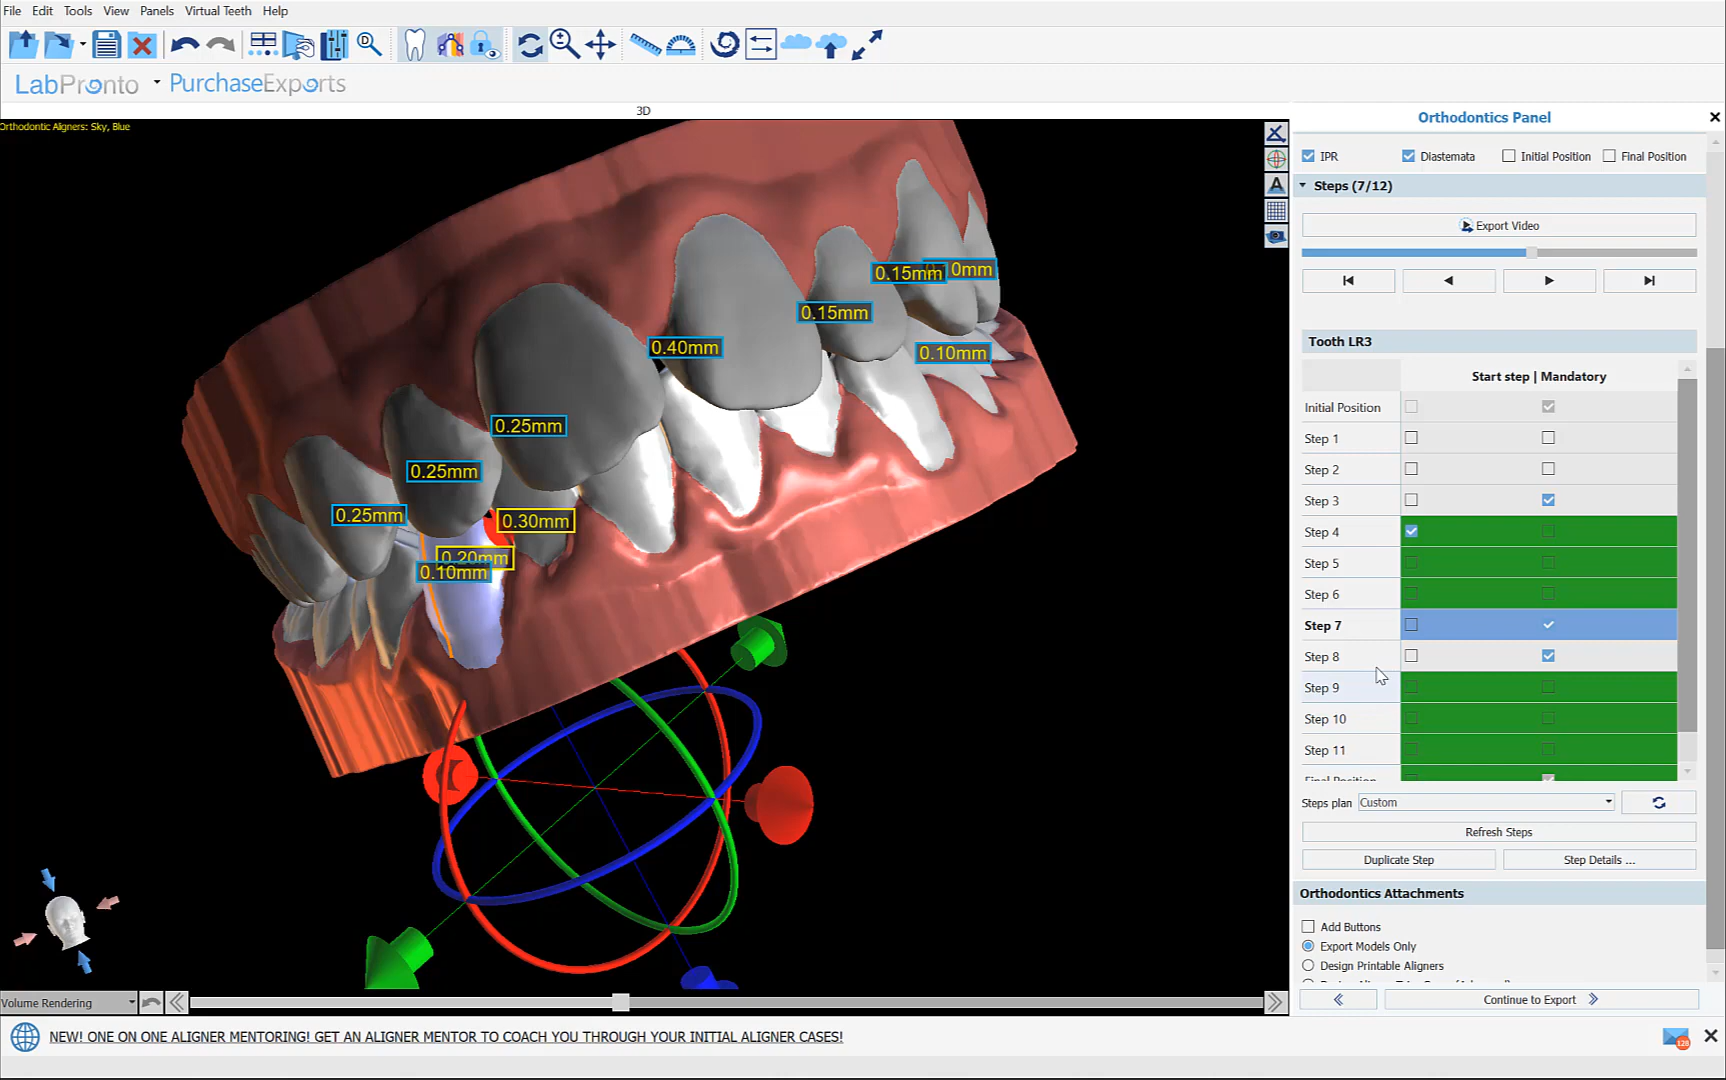 File Edit Tools View Panels Virtual Teeth Help
D
LabPronto PurchaseExports
3D
Orthodontic Aligners: Sky, Blue
A
0.15mm
0mm
0.15mm
0.40mm
0.10mm
0.25mm
0.25mm
0.25mm
0.30mm
0.20mm
0.10mm
Orthodontics Panel
IPR Diastemata Initial Position Final Position
Steps (7/12)
Export Video
Tooth LR3
Start step | Mandatory
Initial Position
Step 1
Step 2
Step 3
Step 4
Step 5
Step 6
Step 7
Step 8
Step 9
Step 10
Step 11
Final Position
Steps plan Custom
Refresh Steps
Duplicate Step Step Details ...
Orthodontics Attachments
Add Buttons
Export Models Only
Design Printable Aligners
Continue to Export
Volume Rendering
NEW! ONE ON ONE ALIGNER MENTORING! GET AN ALIGNER MENTOR TO COACH YOU THROUGH YOUR INITIAL ALIGNER CASES!
128